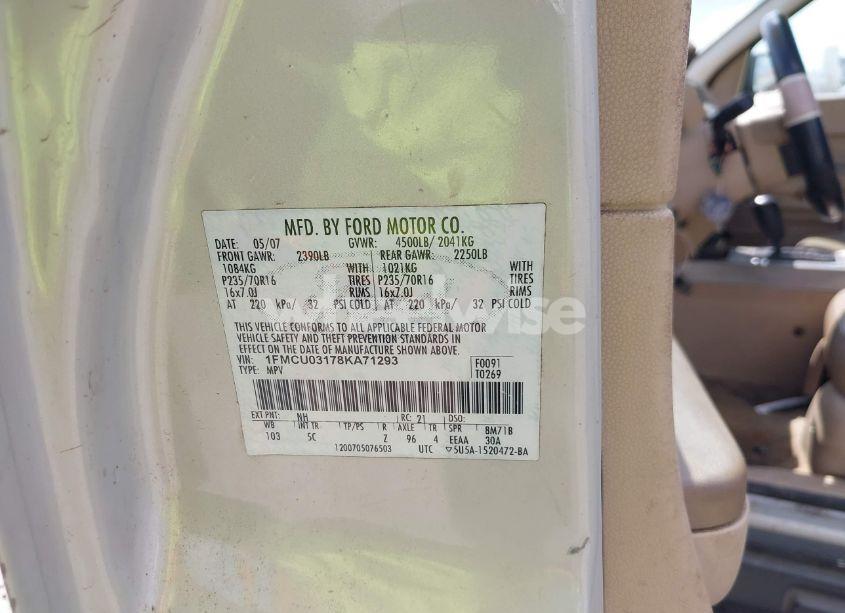 MFD. BY FORD MOTOR CO.
DATE: 05/07 GVWR: 4500LB/ 2041KG
FRONT GAWR: 2390LB REAR GAWR: 2250LB
1084KG WITH 1021KG WITH
P235/70R16 TIRES P235/70R16 TIRES
16x7.0J RIMS 16x7.0J RIMS
AT 220 kPa/ 32 PSI COLD AT 220 kPa/ 32 PSI COLD
THIS VEHICLE CONFORMS TO ALL APPLICABLE FEDERAL MOTOR
VEHICLE SAFETY AND THEFT PREVENTION STANDARDS IN
EFFECT ON THE DATE OF MANUFACTURE SHOWN ABOVE.
VIN: 1FMCU03178KA71293 F0091
TYPE: MPV T0269
EXT PNT: NH RC: 21 DSO:
WB INT TR TP/PS R AXLE TR SPR BM71B
103 5C Z 96 4 EEAA 30A
1200705076503 UTC ▽5U5A-1520472-BA
wheelwise